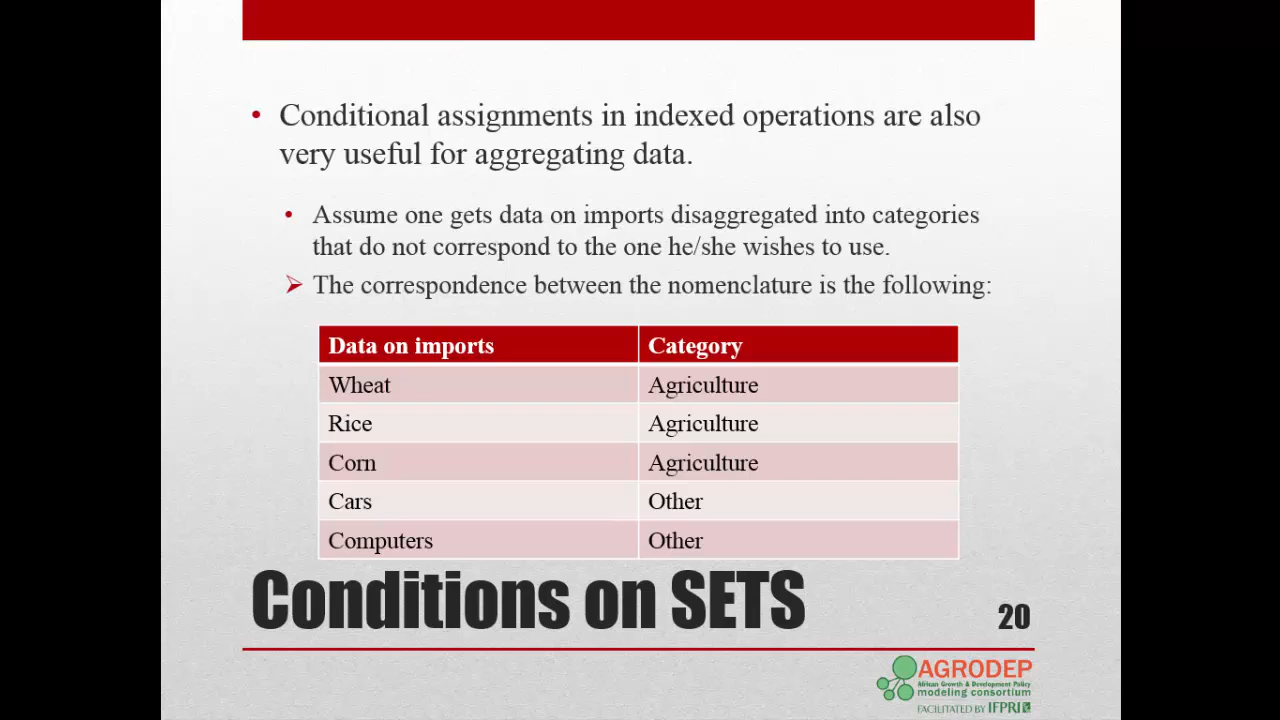 • Conditional assignments in indexed operations are also
very useful for aggregating data.
• Assume one gets data on imports disaggregated into categories
that do not correspond to the one he/she wishes to use.
➢ The correspondence between the nomenclature is the following:
Data on imports Category
Wheat Agriculture
Rice Agriculture
Corn Agriculture
Cars Other
Computers Other
Conditions on SETS 20
AGRODEP
African Growth & Development Policy
modeling consortium
FACILITATED BY IFPRI